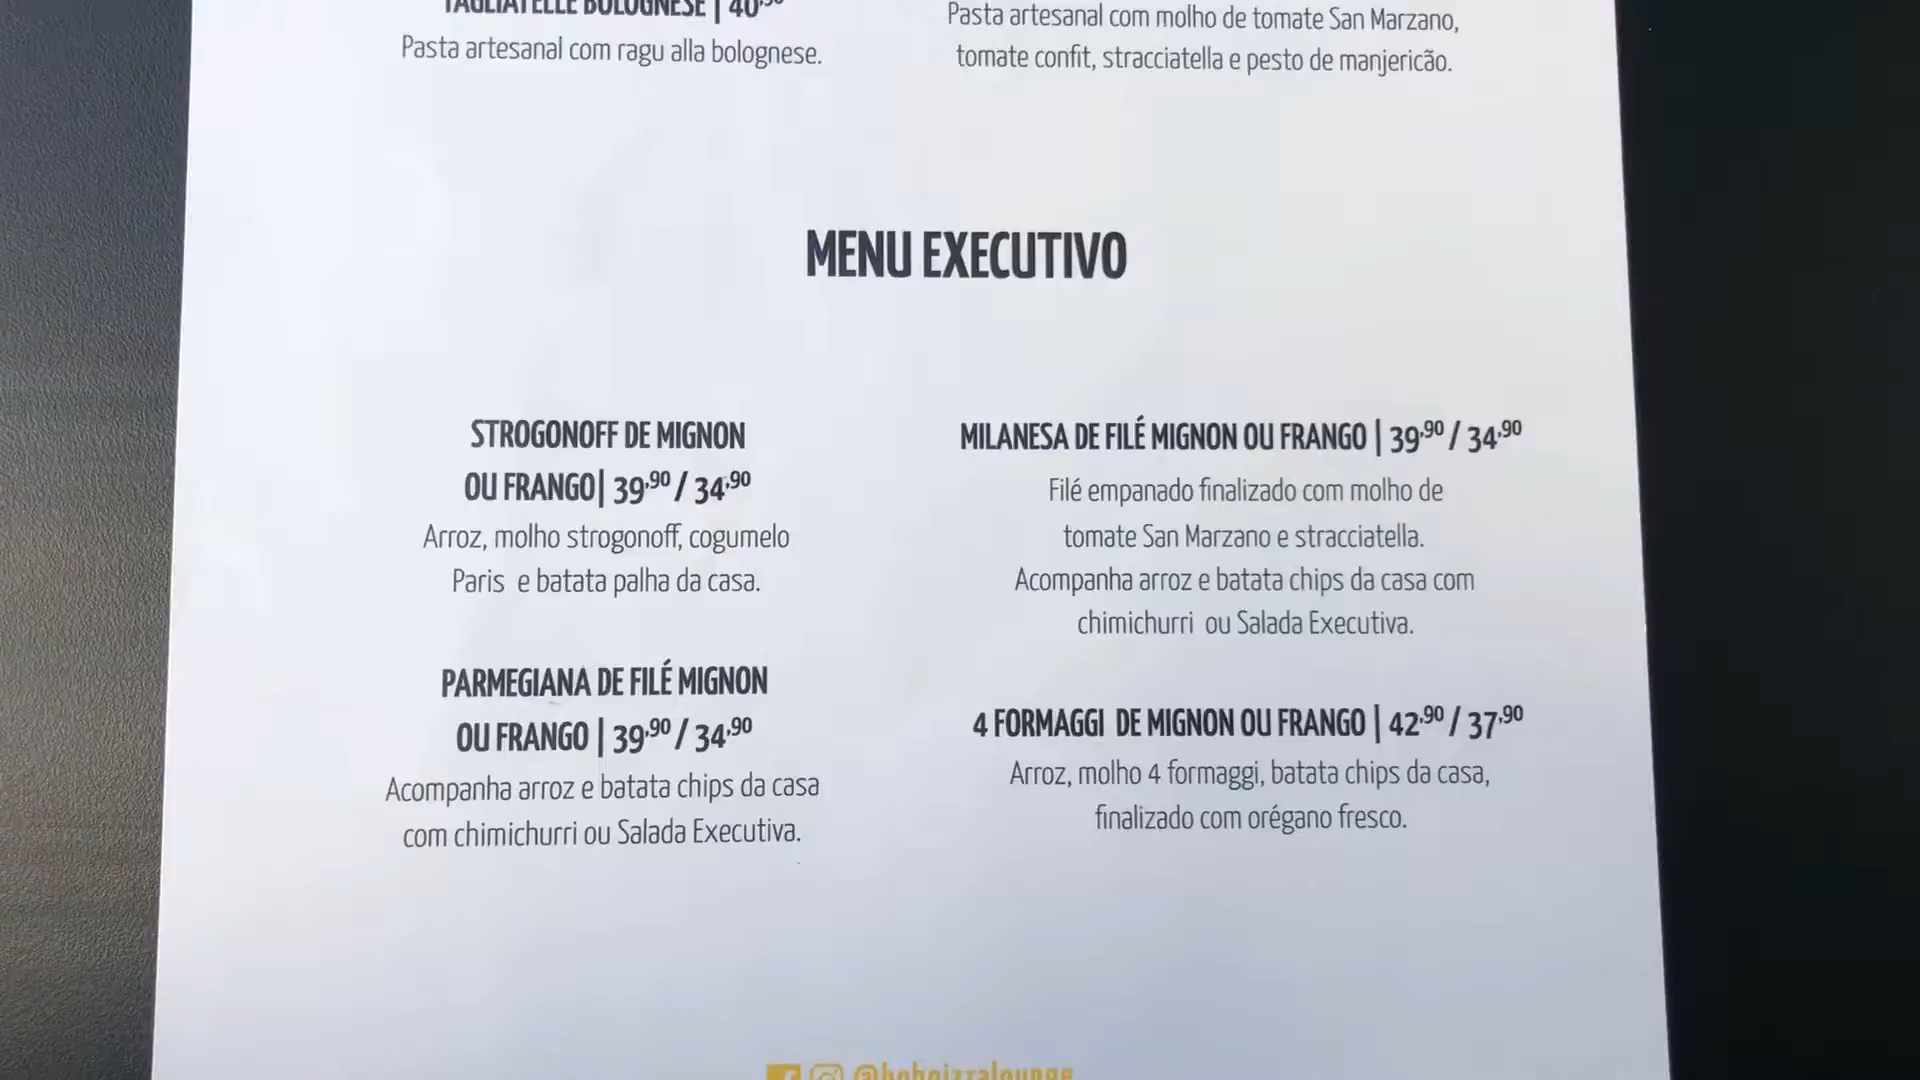 TAGLIATELLE BOLOGNESE | 40,90
Pasta artesanal com ragu alla bolognese.
Pasta artesanal com molho de tomate San Marzano,
tomate confit, stracciatella e pesto de manjericão.
MENU EXECUTIVO
STROGONOFF DE MIGNON
OU FRANGO| 39,90 / 34,90
Arroz, molho strogonoff, cogumelo
Paris e batata palha da casa.
PARMEGIANA DE FILÉ MIGNON
OU FRANGO | 39,90 / 34,90
Acompanha arroz e batata chips da casa
com chimichurri ou Salada Executiva.
MILANESA DE FILÉ MIGNON OU FRANGO | 39,90 / 34,90
Filé empanado finalizado com molho de
tomate San Marzano e stracciatella.
Acompanha arroz e batata chips da casa com
chimichurri ou Salada Executiva.
4 FORMAGGI DE MIGNON OU FRANGO | 42,90 / 37,90
Arroz, molho 4 formaggi, batata chips da casa,
finalizado com orégano fresco.